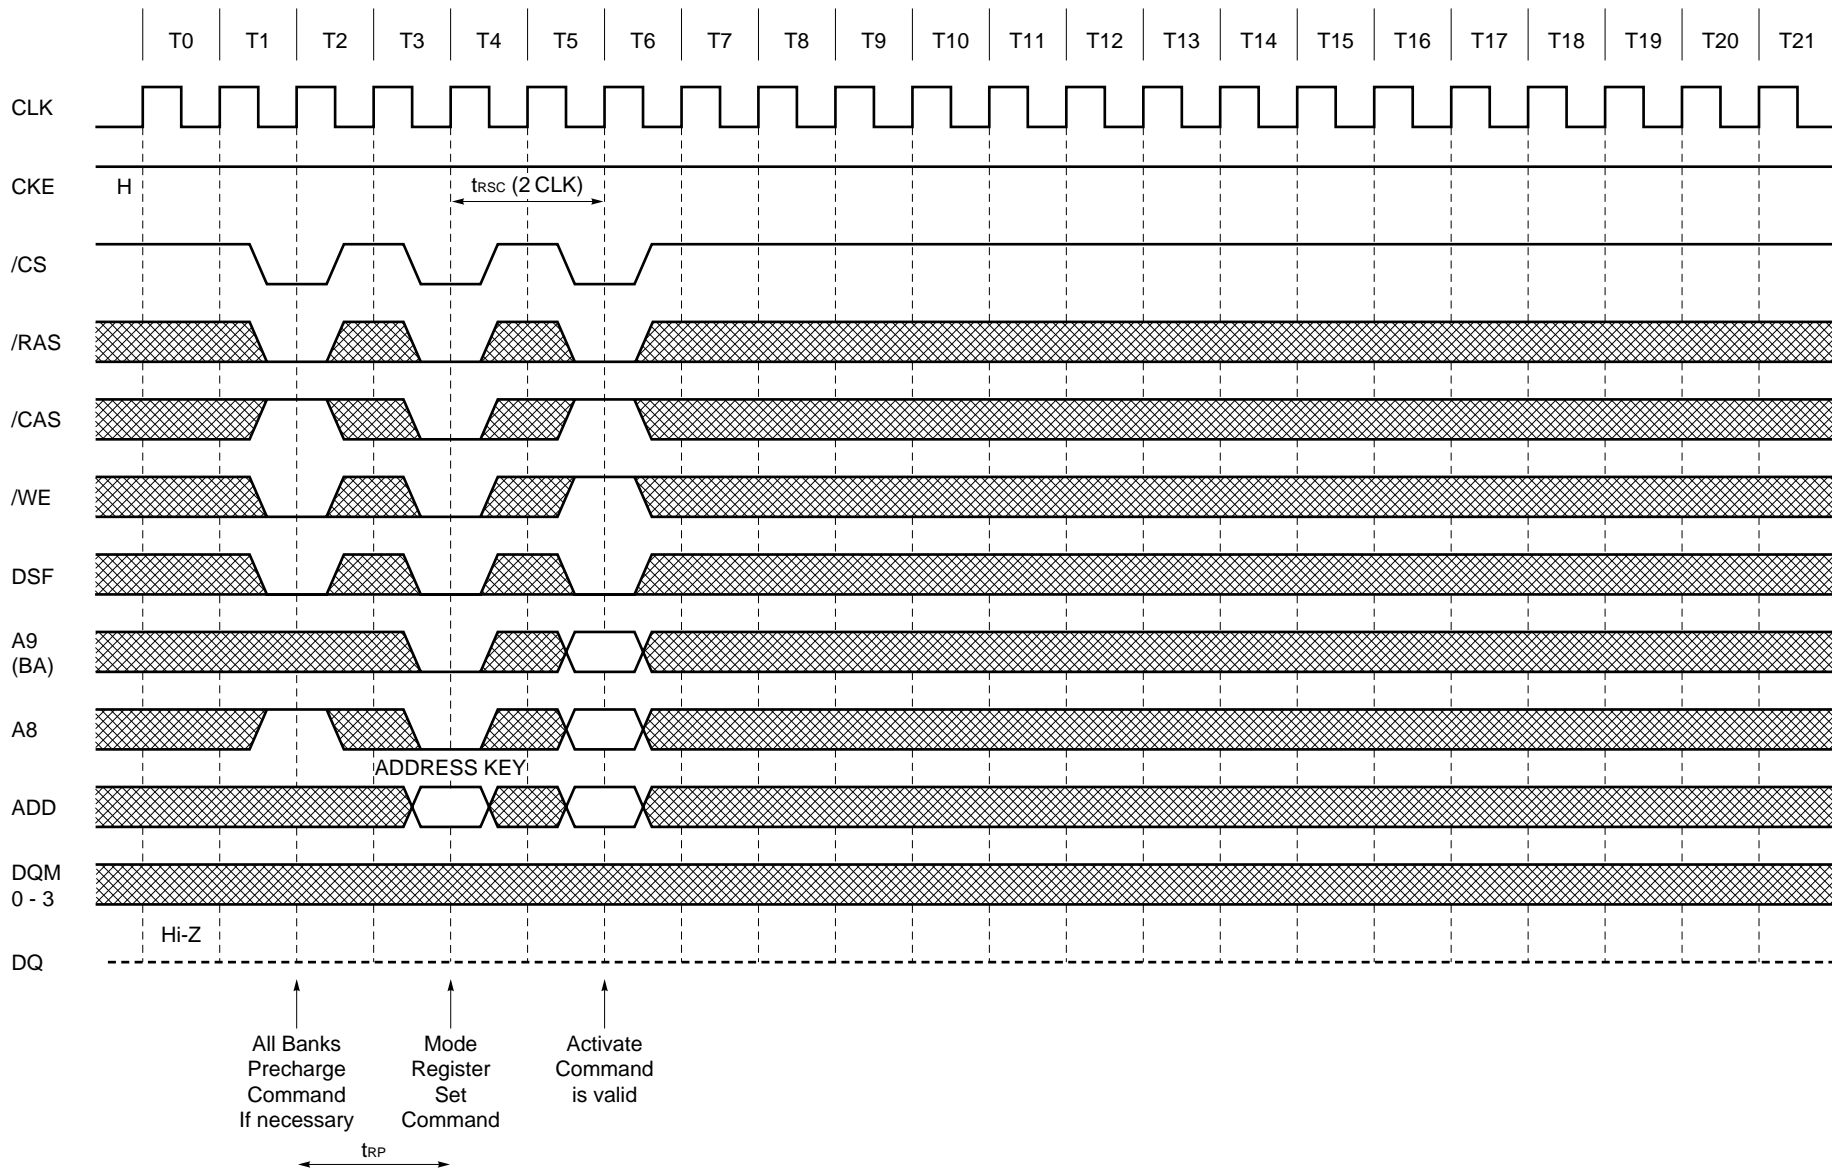 T0 T1 T2 T3 T4 T5 T6 T7 T8 T9 T10 T11 T12 T13 T14 T15 T16 T17 T18 T19 T20 T21
CLK
CKE H tRSC (2 CLK)
/CS
/RAS
/CAS
/WE
DSF
A9
(BA)
A8
ADDRESS KEY
ADD
DQM
0 - 3
Hi-Z
DQ
All Banks
Precharge
Command
If necessary
Mode
Register
Set
Command
Activate
Command
is valid
tRP